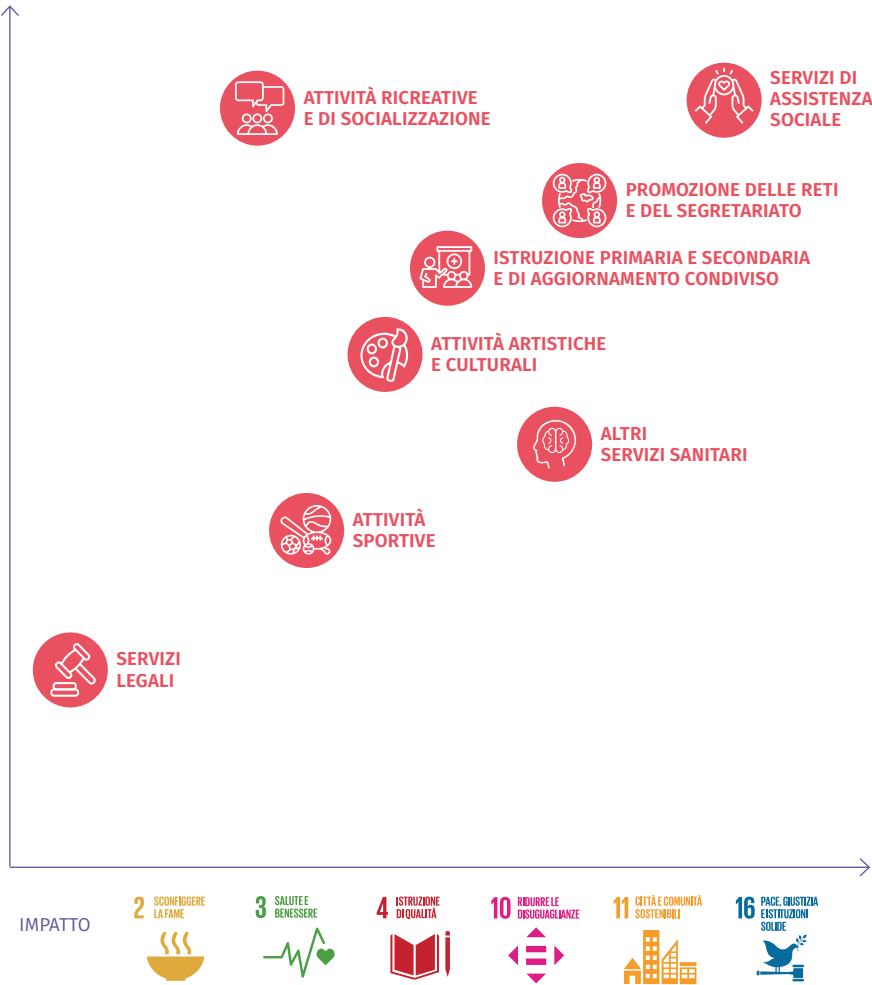 ATTIVITÀ RICREATIVE
E DI SOCIALIZZAZIONE
SERVIZI DI
ASSISTENZA
SOCIALE
PROMOZIONE DELLE RETI
E DEL SEGRETARIATO
ISTRUZIONE PRIMARIA E SECONDARIA
E DI AGGIORNAMENTO CONDIVISO
ATTIVITÀ ARTISTICHE
E CULTURALI
ALTRI
SERVIZI SANITARI
ATTIVITÀ
SPORTIVE
SERVIZI
LEGALI
IMPATTO
2 SCONFIGGERE
LA FAME
3 SALUTE E
BENESSERE
4 ISTRUZIONE
DI QUALITÀ
10 RIDURRE LE
DISUGUAGLIANZE
11 CITTÀ E COMUNITÀ
SOSTENIBILI
16 PACE, GIUSTIZIA
E ISTITUZIONI
SOLIDE